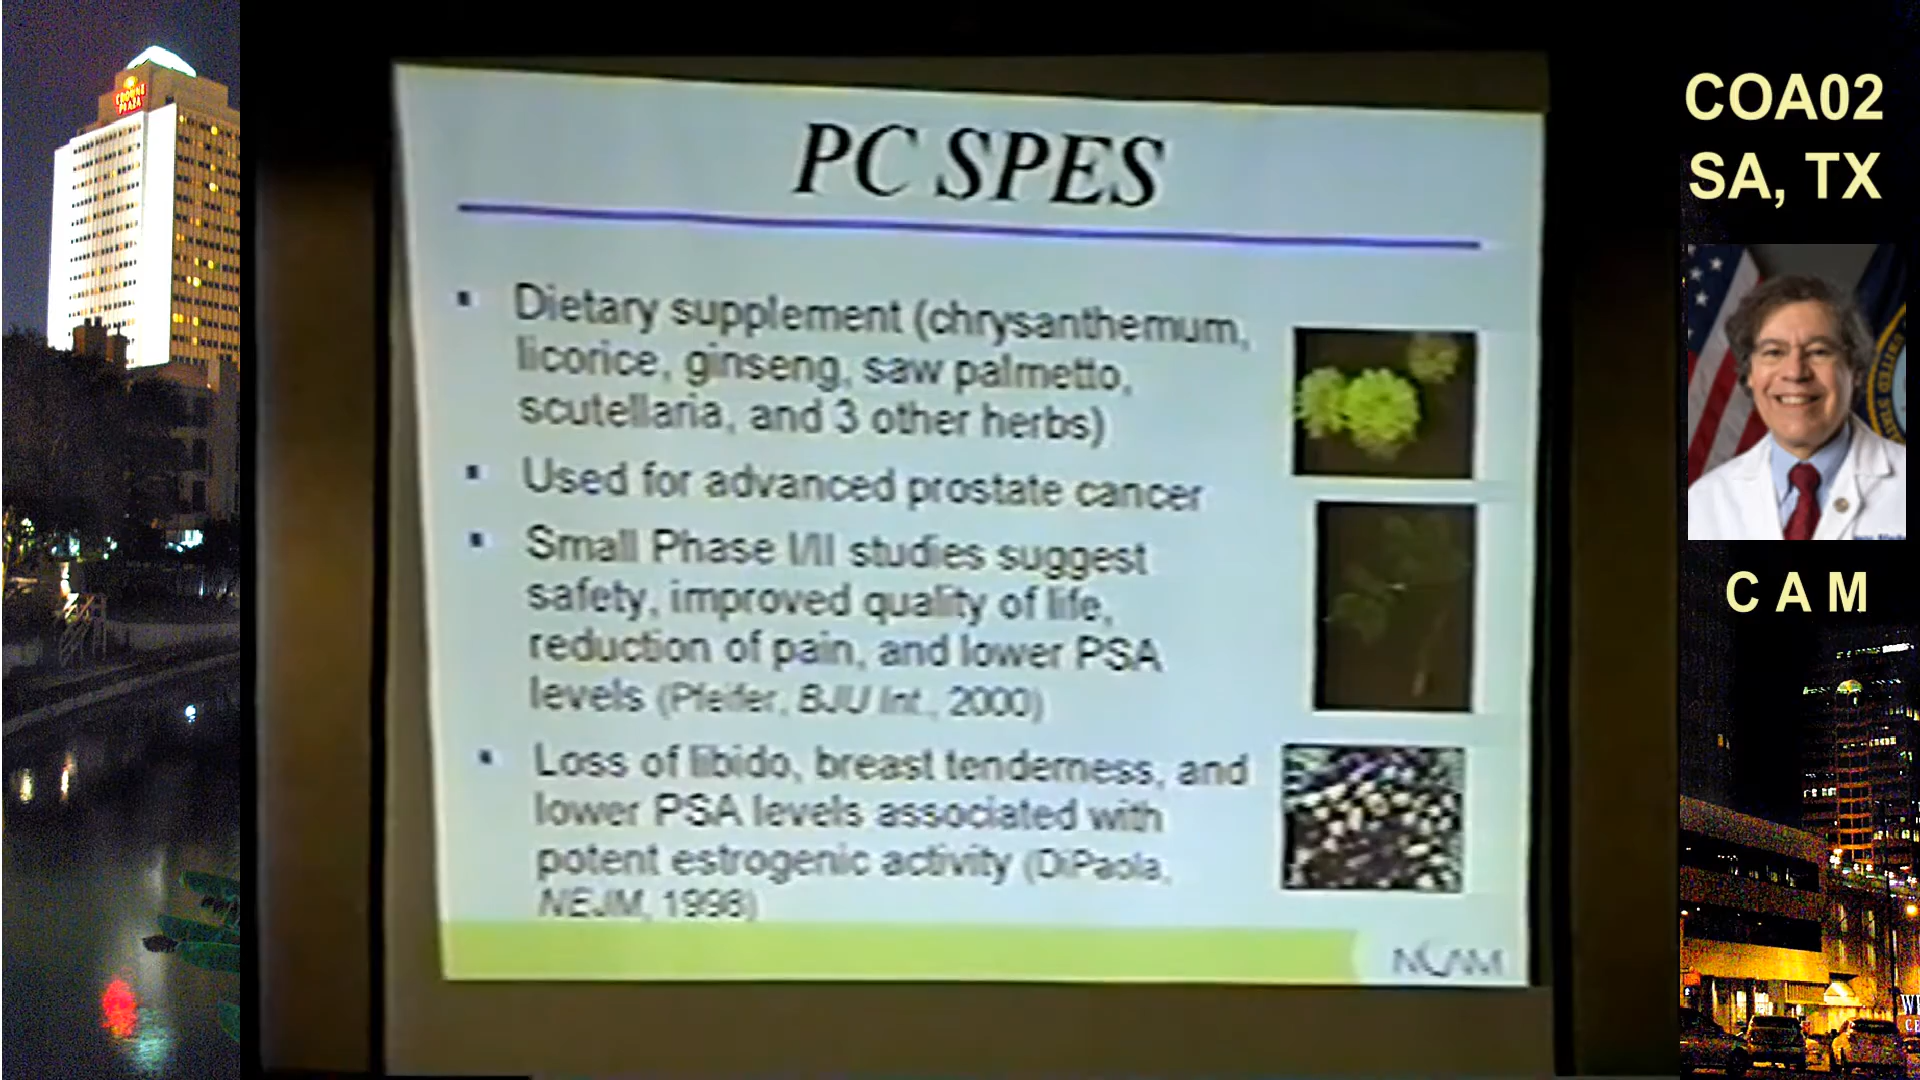 CROWNE
PLAZA
PC SPES
▪ Dietary supplement (chrysanthemum,
licorice, ginseng, saw palmetto,
scutellaria, and 3 other herbs)
▪ Used for advanced prostate cancer
▪ Small Phase I/II studies suggest
safety, improved quality of life,
reduction of pain, and lower PSA
levels (Pfeifer, BJU Int., 2000)
▪ Loss of libido, breast tenderness, and
lower PSA levels associated with
potent estrogenic activity (DiPaola,
NEJM, 1998)
NCAM
COA02
SA, TX
C A M